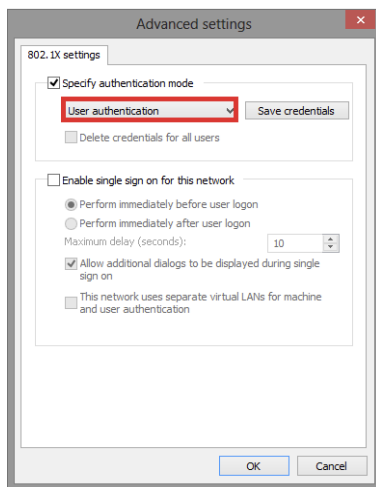 Advanced settings
802.1X settings
Specify authentication mode
User authentication
Save credentials
Delete credentials for all users
Enable single sign on for this network
Perform immediately before user logon
Perform immediately after user logon
Maximum delay (seconds):
10
Allow additional dialogs to be displayed during single
sign on
This network uses separate virtual LANs for machine
and user authentication
OK
Cancel